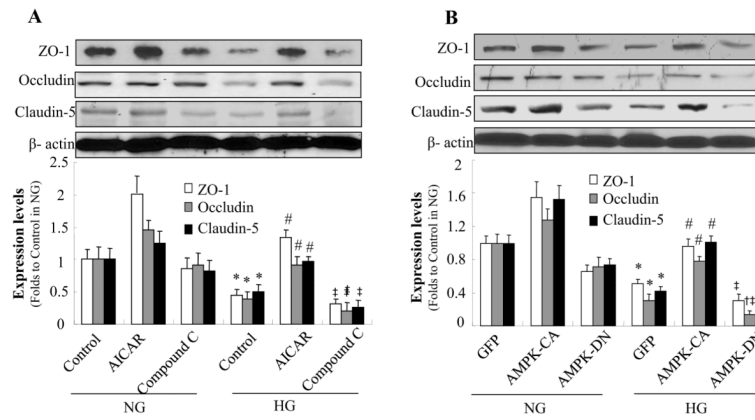 A
ZO-1
Occludin
Claudin-5
β- actin
Expression levels
(Folds to Control in NG)
2.5
2
1.5
1
0.5
0
ZO-1
Occludin
Claudin-5
* * *
#
# #
‡ ‡ ‡
Control
AICAR
Compound C
Control
AICAR
Compound C
NG
HG
B
ZO-1
Occludin
Claudin-5
β- actin
Expression levels
(Folds to Control in NG)
2
1.6
1.2
0.8
0.4
0
ZO-1
Occludin
Claudin-5
* * *
# # #
‡
‡‡
GFP
AMPK-CA
AMPK-DN
GFP
AMPK-CA
AMPK-DN
NG
HG